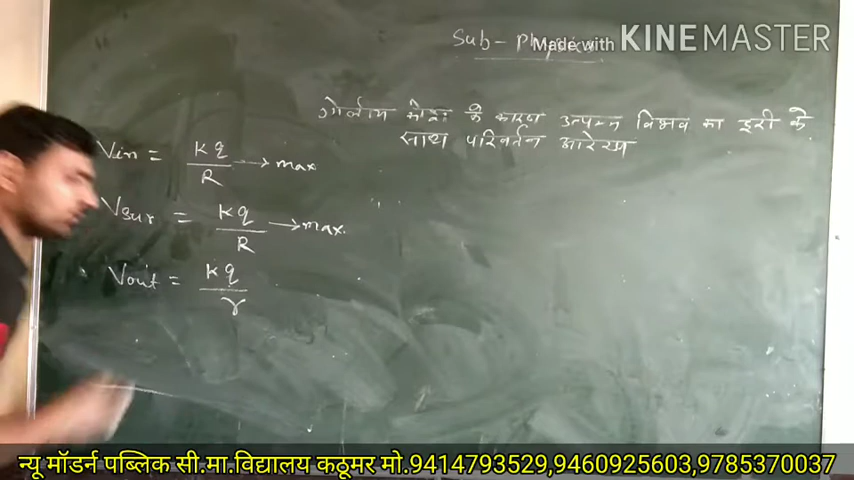 Sub - Physics
Made with KINEMASTER
गोलीय कोश के कारण उत्पन्न विभव का दूरी के
साथ परिवर्तन आरेख
Vin = Kq/R → max
Vsur = Kq/R → max.
Vout = Kq/r
न्यू मॉडर्न पब्लिक सी.मा.विद्यालय कठूमर मो.9414793529,9460925603,9785370037